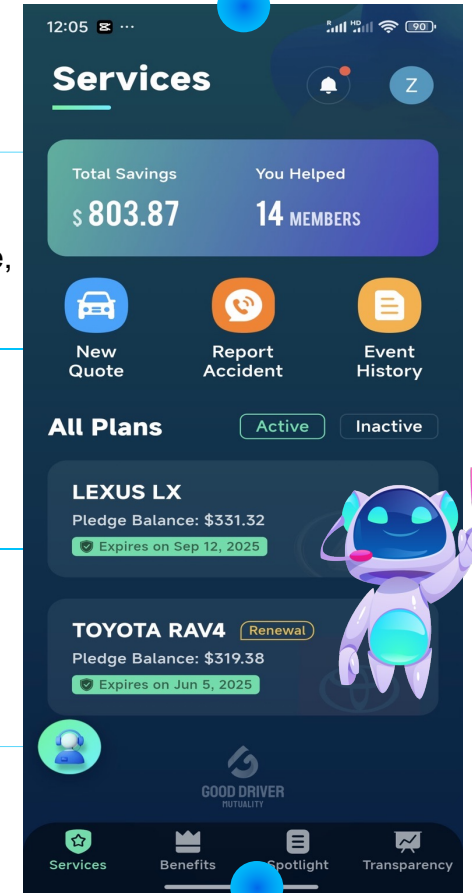 12:05 ...
R HD 90
Services
Z
Total Savings You Helped
$ 803.87 14 MEMBERS
e,
New Quote
Report Accident
Event History
All Plans Active Inactive
LEXUS LX
Pledge Balance: $331.32
Expires on Sep 12, 2025
TOYOTA RAV4 Renewal
Pledge Balance: $319.38
Expires on Jun 5, 2025
GOOD DRIVER
MUTUALITY
Services Benefits Spotlight Transparency